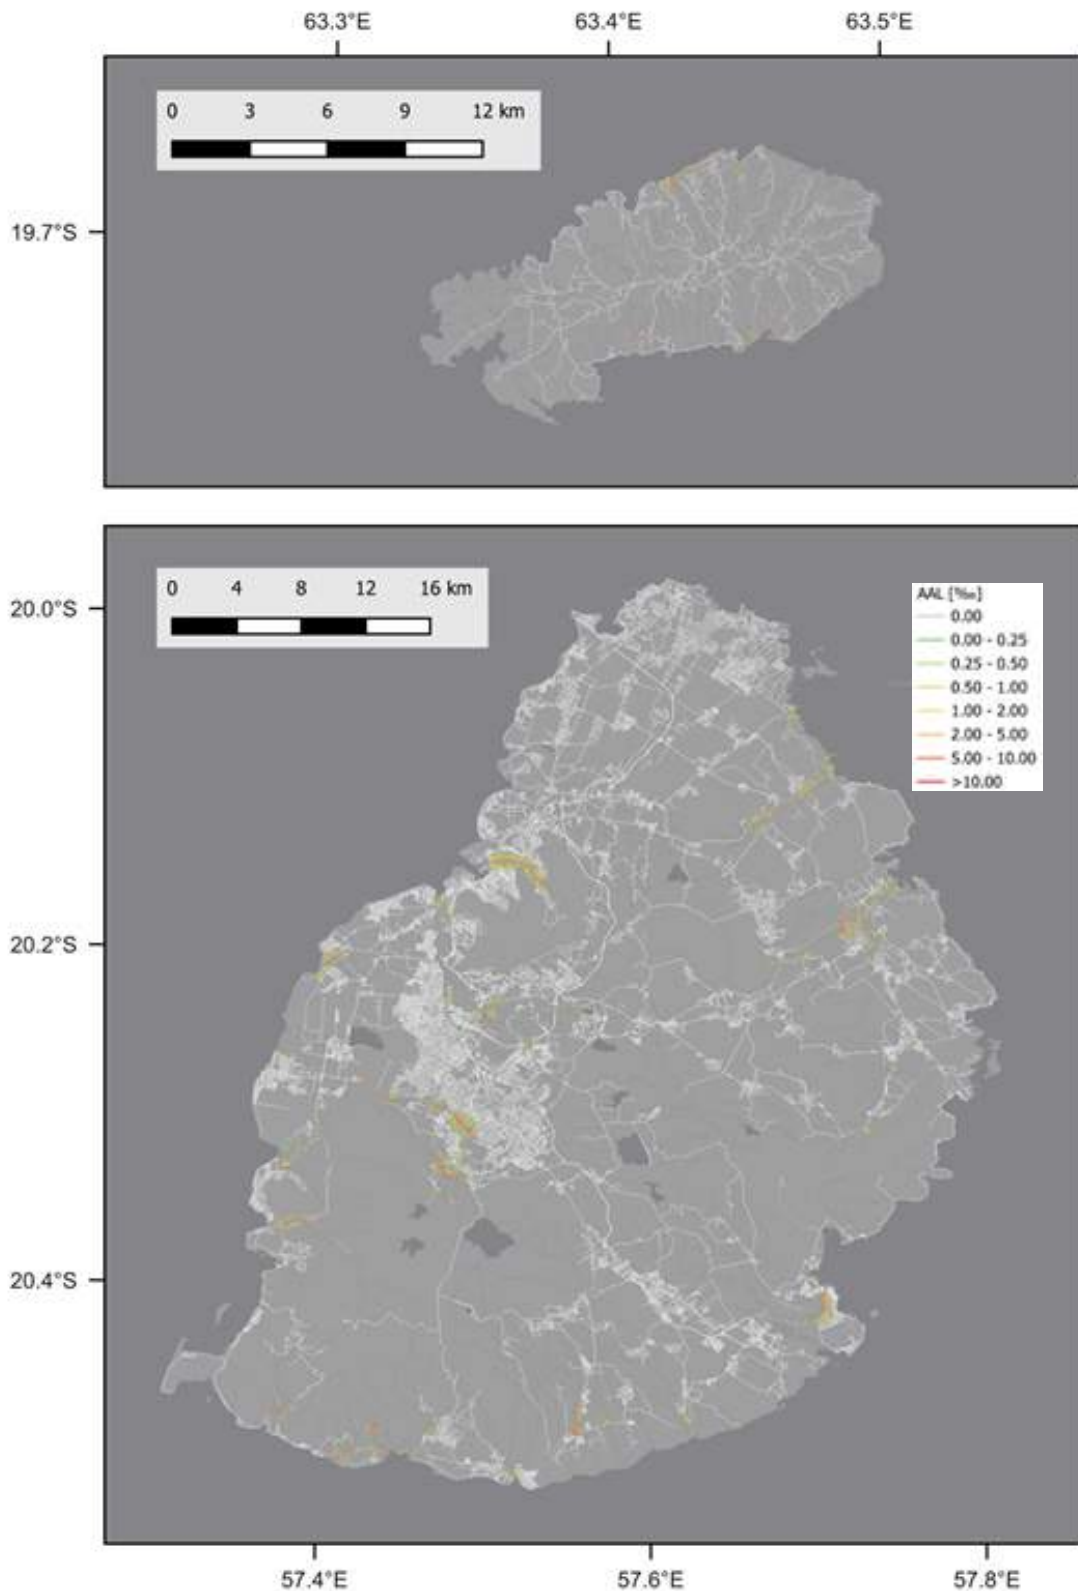 63.3°E 63.4°E 63.5°E
0 3 6 9 12 km
19.7°S
0 4 8 12 16 km
20.0°S
AAL [‰]
0.00
0.00 - 0.25
0.25 - 0.50
0.50 - 1.00
1.00 - 2.00
2.00 - 5.00
5.00 - 10.00
>10.00
20.2°S
20.4°S
57.4°E 57.6°E 57.8°E